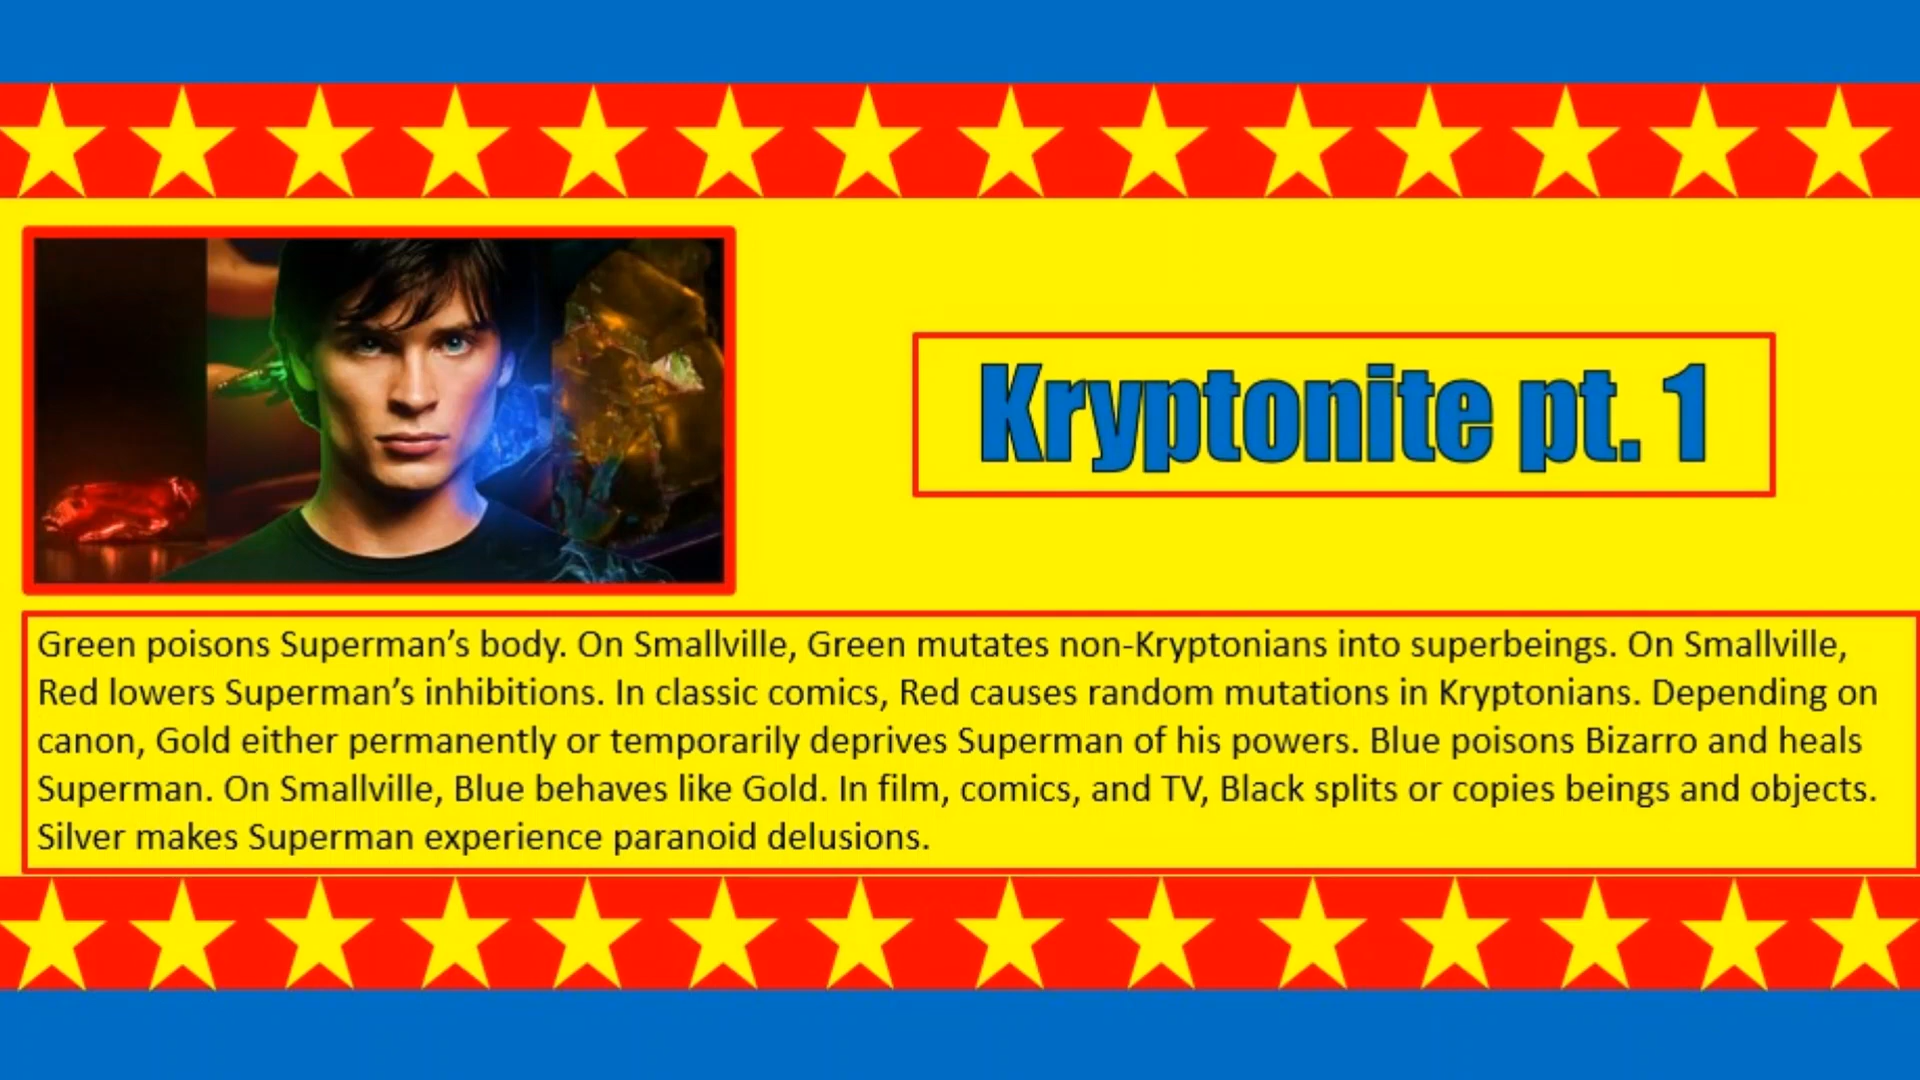 Kryptonite pt. 1
Green poisons Superman’s body. On Smallville, Green mutates non-Kryptonians into superbeings. On Smallville,
Red lowers Superman’s inhibitions. In classic comics, Red causes random mutations in Kryptonians. Depending on
canon, Gold either permanently or temporarily deprives Superman of his powers. Blue poisons Bizarro and heals
Superman. On Smallville, Blue behaves like Gold. In film, comics, and TV, Black splits or copies beings and objects.
Silver makes Superman experience paranoid delusions.